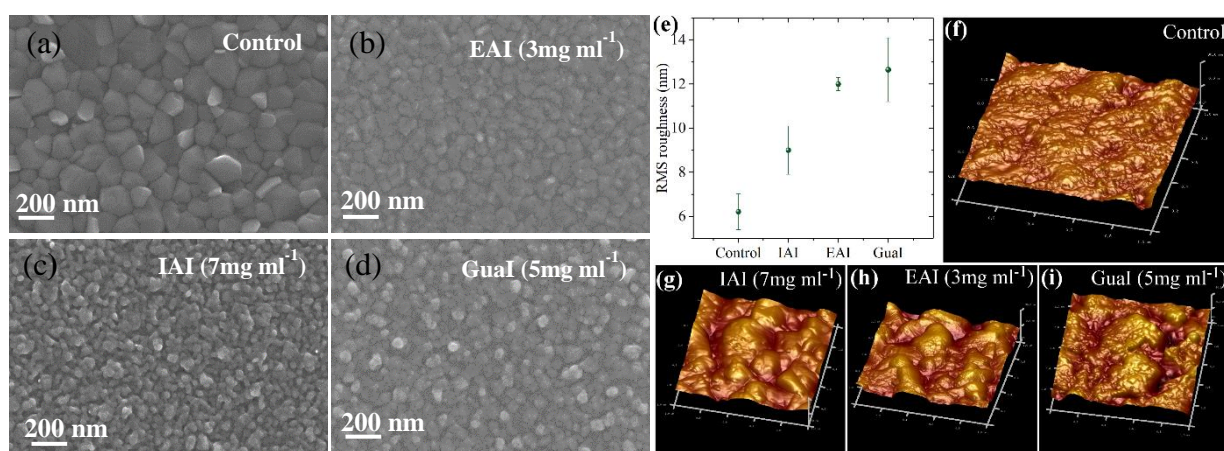 (a) Control
200 nm
(b) EAI (3mg ml-1)
200 nm
(c) IAI (7mg ml-1)
200 nm
(d) GuaI (5mg ml-1)
200 nm
(e)
14
12
10
8
6
RMS roughness (nm)
Control IAI EAI GuaI
(f) Control
(g) IAI (7mg ml-1)
(h) EAI (3mg ml-1)
(i) GuaI (5mg ml-1)